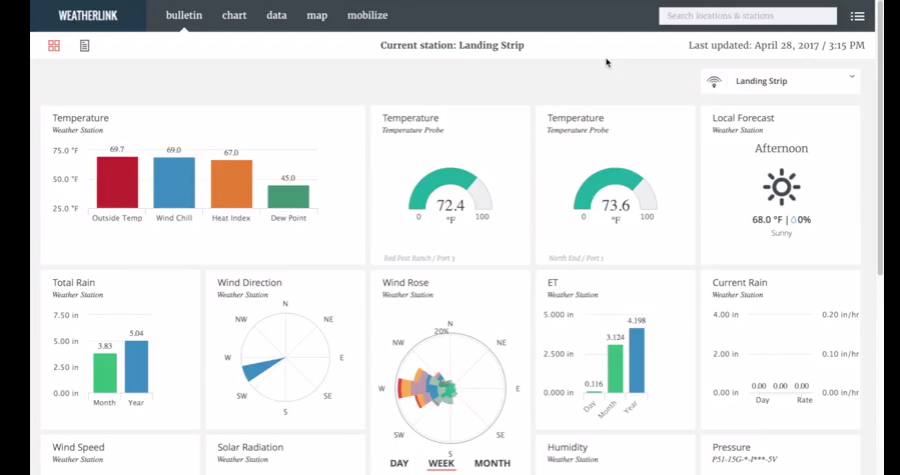 WEATHERLINK
bulletin chart data map mobilize
Search locations & stations
Current station: Landing Strip
Last updated: April 28, 2017 / 3:15 PM
Landing Strip
Temperature
Weather Station
75.0 °F
50.0 °F
25.0 °F
69.7
69.0
67.0
45.0
Outside Temp Wind Chill Heat Index Dew Point
Temperature
Temperature Probe
72.4
°F
0 100
Red Post Ranch / Port 3
Temperature
Temperature Probe
73.6
°F
0 100
North End / Port 1
Local Forecast
Weather Station
Afternoon
68.0 °F | 0%
Sunny
Total Rain
Weather Station
7.50 in
5.00 in
2.50 in
0.00 in
3.83
5.04
Month Year
Wind Direction
Weather Station
N
NW NE
W E
SW SE
S
Wind Rose
Weather Station
N
20%
NW NE
W E
SW SE
S
DAY WEEK MONTH
ET
Weather Station
5.000 in
2.500 in
0.000 in
0.116
3.124
4.198
Day Month Year
Current Rain
Weather Station
4.00 in 0.20 in/hr
2.00 in 0.10 in/hr
0.00 in 0.00 in/hr
0.00 0.00 0.00
Day Rate
Wind Speed
Weather Station
Solar Radiation
Weather Station
Humidity
Weather Station
Pressure
P51-15G-*-I***-5V